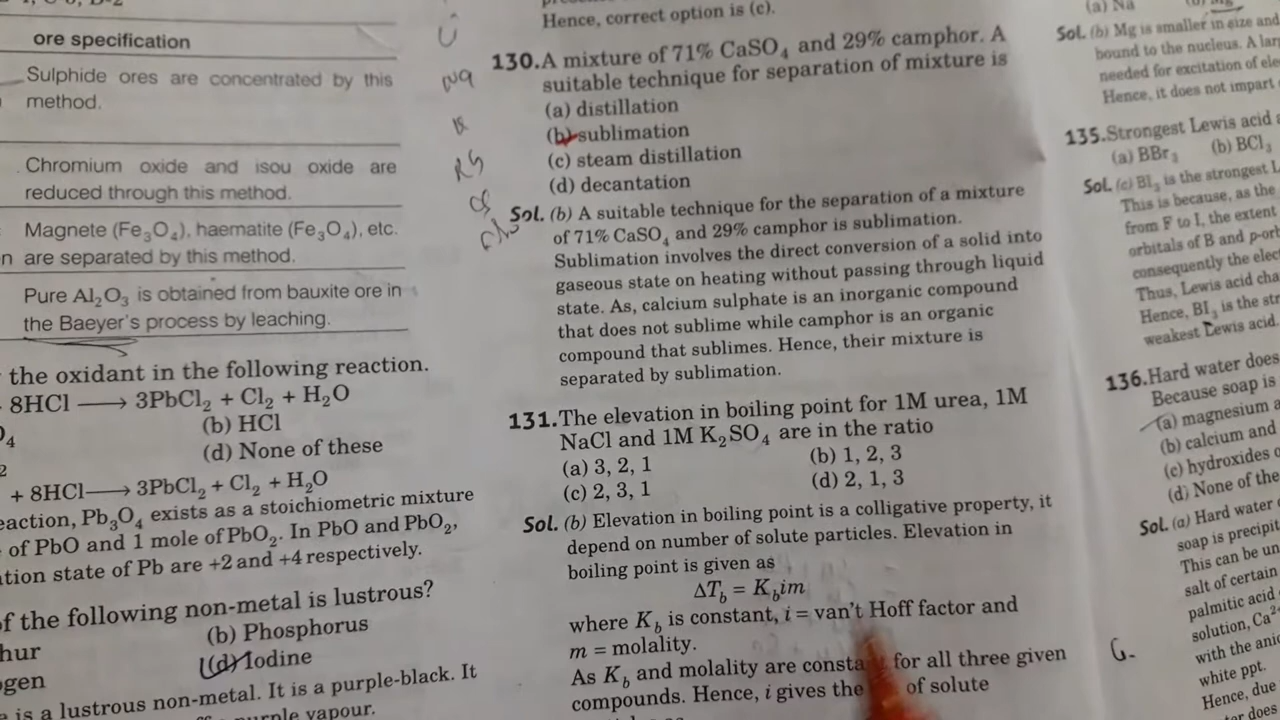 ore specification
Sulphide ores are concentrated by this
method.
Chromium oxide and isou oxide are
reduced through this method.
Magnete (Fe₃O₄), haematite (Fe₃O₄), etc.
are separated by this method.
Pure Al₂O₃ is obtained from bauxite ore in
the Baeyer's process by leaching.
the oxidant in the following reaction.
8HCl ⟶ 3PbCl₂ + Cl₂ + H₂O
(b) HCl
(d) None of these
+ 8HCl ⟶ 3PbCl₂ + Cl₂ + H₂O
Pb₃O₄ exists as a stoichiometric mixture
of PbO and 1 mole of PbO₂. In PbO and PbO₂,
state of Pb are +2 and +4 respectively.
of the following non-metal is lustrous?
(b) Phosphorus
(d) Iodine
is a lustrous non-metal. It is a purple-black. It
vapour.
Hence, correct option is (c).
130. A mixture of 71% CaSO₄ and 29% camphor. A
suitable technique for separation of mixture is
(a) distillation
(b) sublimation
(c) steam distillation
(d) decantation
Sol. (b) A suitable technique for the separation of a mixture
of 71% CaSO₄ and 29% camphor is sublimation.
Sublimation involves the direct conversion of a solid into
gaseous state on heating without passing through liquid
state. As, calcium sulphate is an inorganic compound
that does not sublime while camphor is an organic
compound that sublimes. Hence, their mixture is
separated by sublimation.
131. The elevation in boiling point for 1M urea, 1M
NaCl and 1M K₂SO₄ are in the ratio
(a) 3, 2, 1
(b) 1, 2, 3
(c) 2, 3, 1
(d) 2, 1, 3
Sol. (b) Elevation in boiling point is a colligative property, it
depend on number of solute particles. Elevation in
boiling point is given as
ΔT_b = K_b im
where K_b is constant, i = van't Hoff factor and
m = molality.
As K_b and molality are for all three given
compounds. Hence, i gives the of solute
(a) Na
Sol. (b) Mg is smaller in size and
bound to the nucleus. A
needed for excitation of
Hence, it does not impart
135. Strongest Lewis acid
(a) BBr₃
(b) BCl₃
Sol. (c) BI₃ is the strongest
This is because, as the
from F to I, the extent
orbitals of B and
consequently the
Thus, Lewis acid
Hence, BI₃ is the
weakest Lewis acid.
136. Hard water does
Because soap is
(a) magnesium
(b) calcium and
(c) hydroxides
(d) None of the
Sol. (a) Hard water
soap is
This can be
salt of certain
palmitic acid
solution,
with the
white ppt.
Hence, due
does